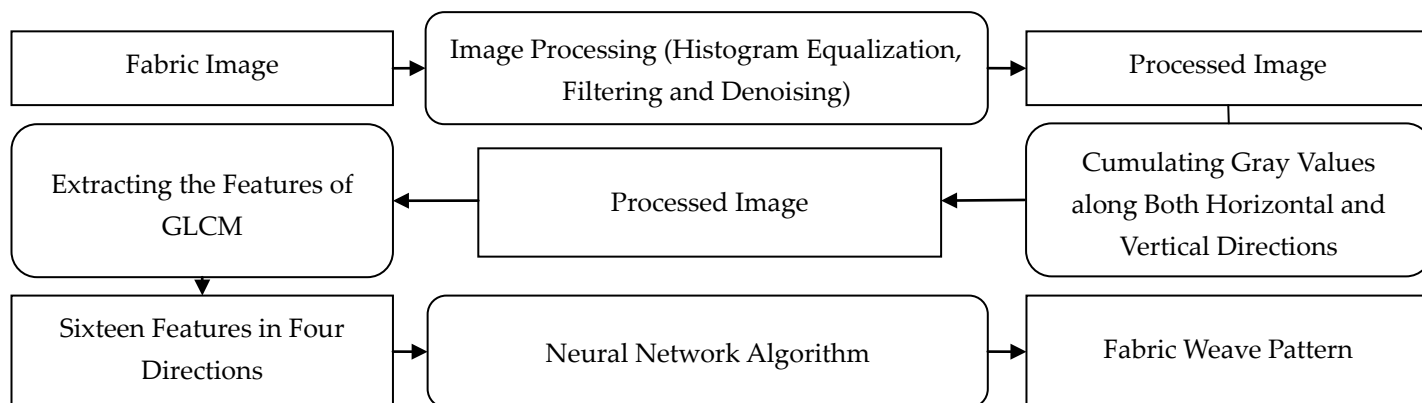 Fabric Image
Image Processing (Histogram Equalization,
Filtering and Denoising)
Processed Image
Cumulating Gray Values
along Both Horizontal and
Vertical Directions
Processed Image
Extracting the Features of
GLCM
Sixteen Features in Four
Directions
Neural Network Algorithm
Fabric Weave Pattern